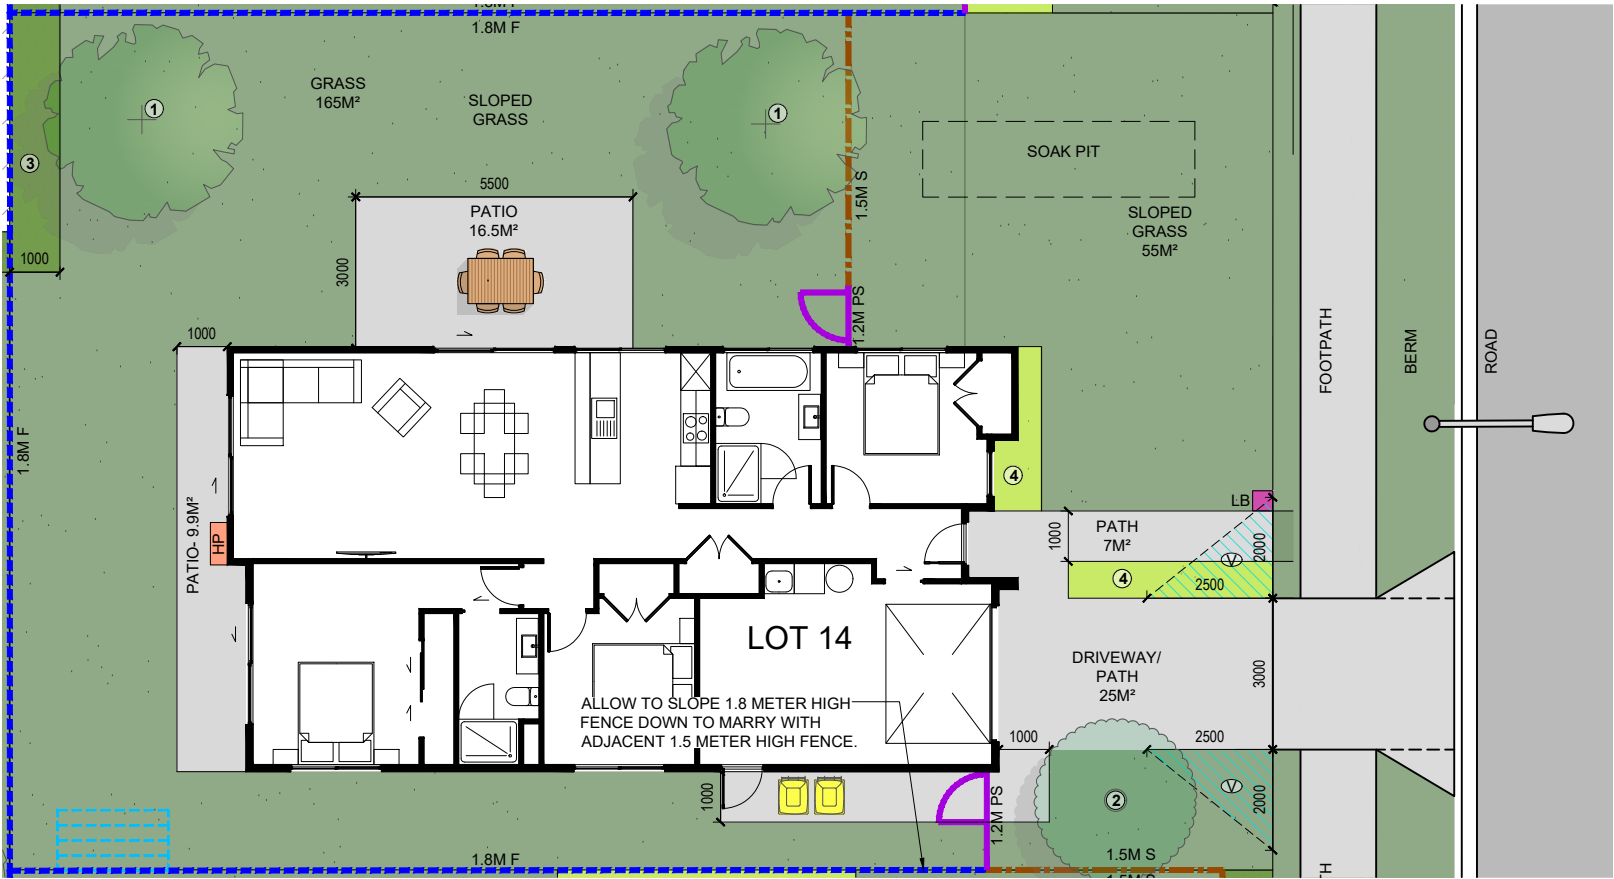 1.8M F
GRASS
165M²
SLOPED
GRASS
1
1
3
SOAK PIT
5500
PATIO
16.5M²
1.5M S
SLOPED
GRASS
55M²
1000
3000
1.2M PS
1000
FOOTPATH
BERM
ROAD
1.8M F
PATIO- 9.9M²
HP
4
LB
PATH
7M²
1000
2000
V
4
2500
LOT 14
DRIVEWAY/
PATH
25M²
3000
ALLOW TO SLOPE 1.8 METER HIGH
FENCE DOWN TO MARRY WITH
ADJACENT 1.5 METER HIGH FENCE.
1000
2500
1000
1.2M PS
2
V
2000
1.8M F
1.5M S